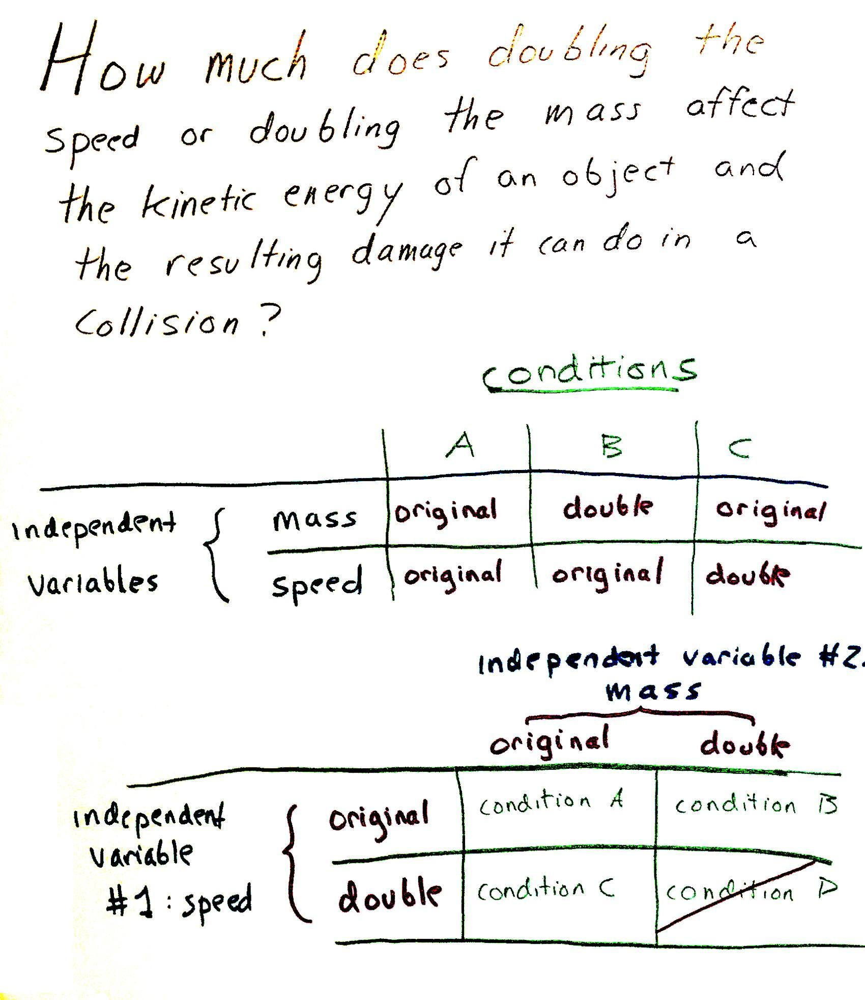 How much does doubling the
speed or doubling the mass affect
the kinetic energy of an object and
the resulting damage it can do in a
collision?
conditions
A B C
Independent variables { mass original double original
speed original original double
Independent variable #2:
mass
original double
Independent variable #1: speed { original condition A condition B
double condition C condition D